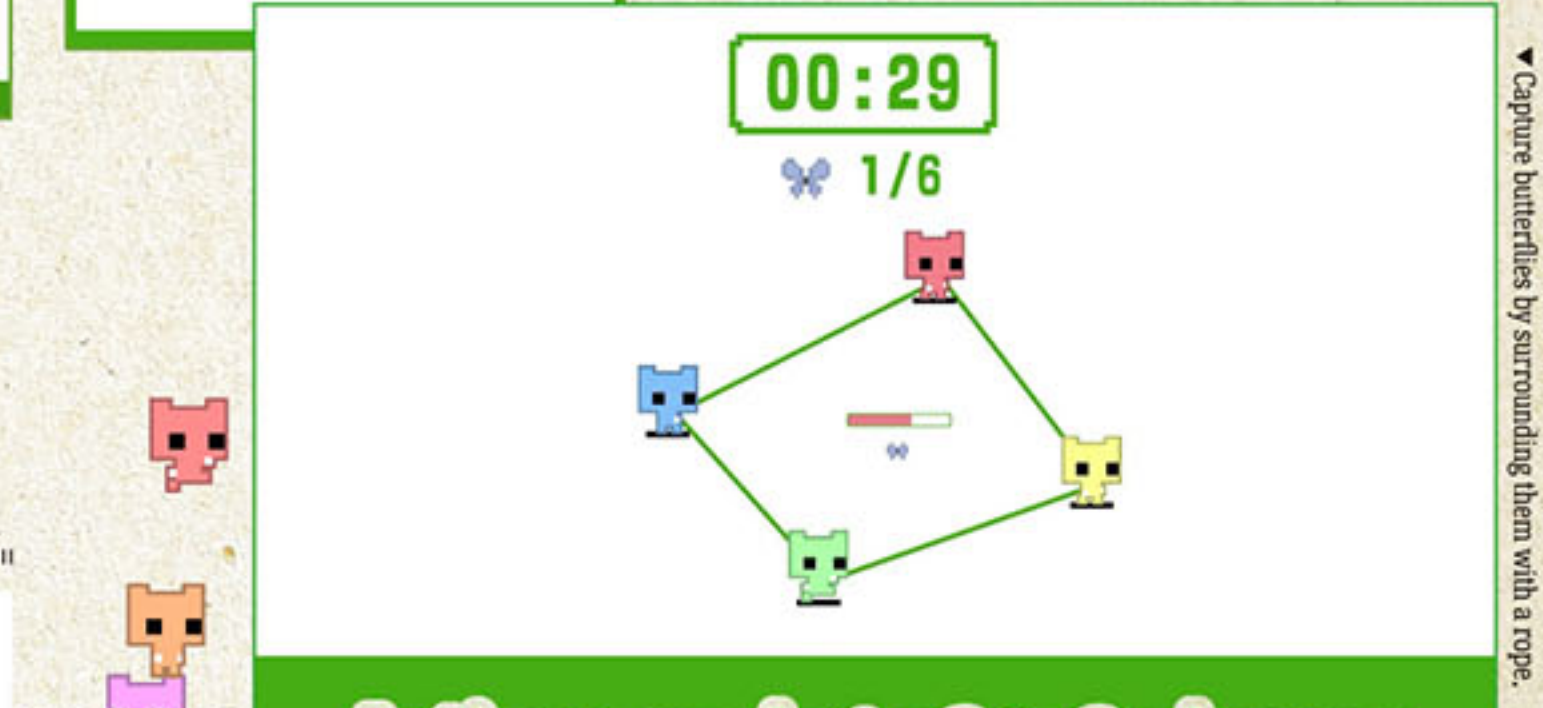 00:29
1/6
▼Capture butterflies by surrounding them with a rope.